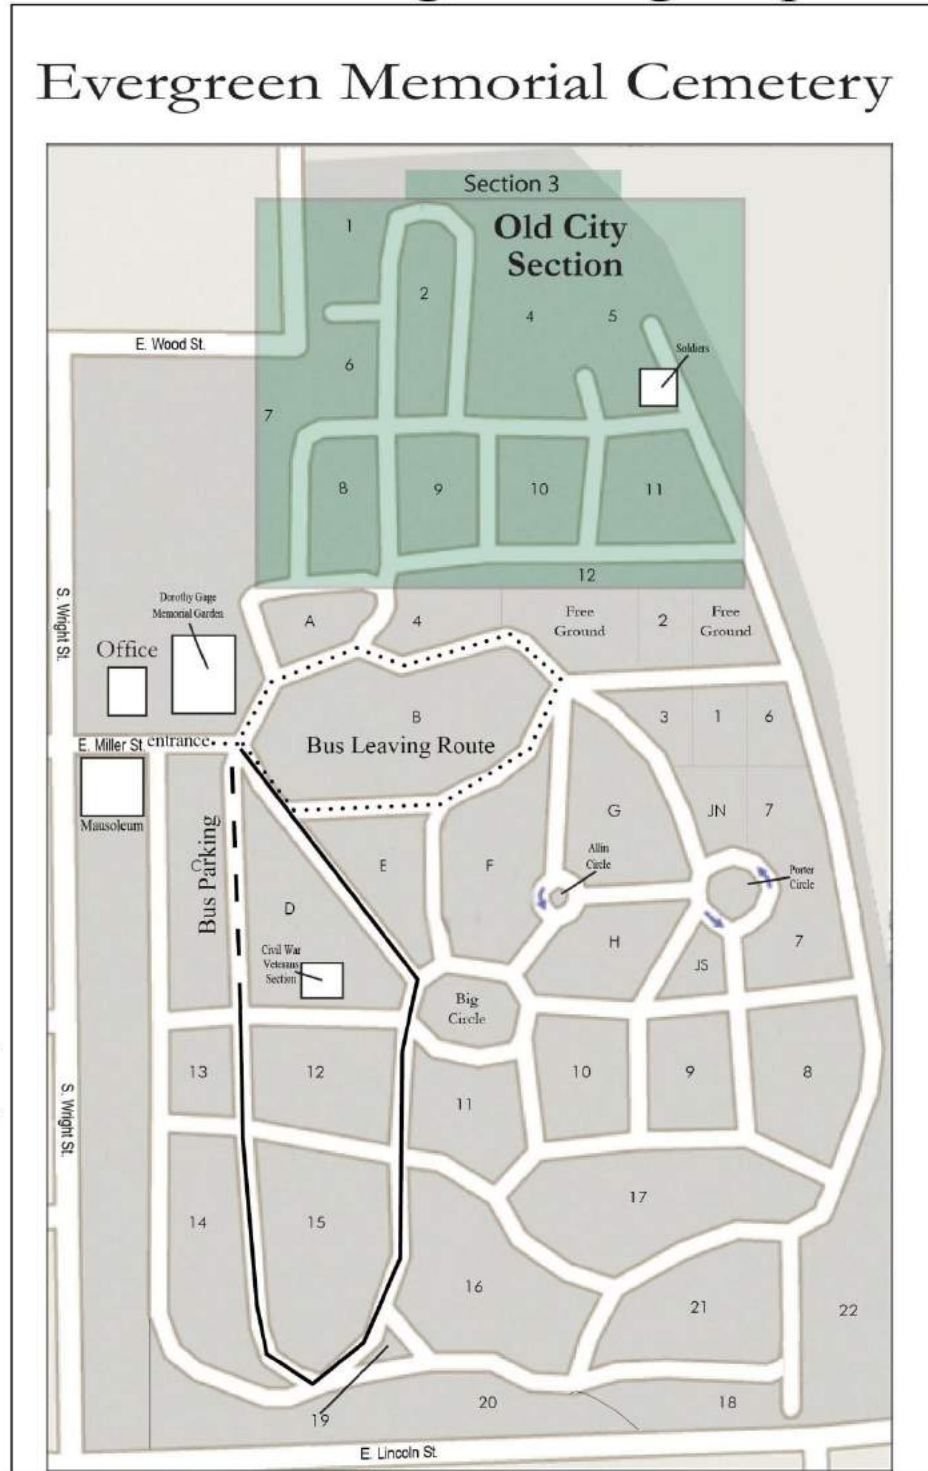 Evergreen Memorial Cemetery
Section 3
Old City
Section
1
2
4
5
Soldiers
E. Wood St.
6
7
8
9
10
11
12
S. Wright St.
Dorothy Gage
Memorial Garden
Office
A
4
Free
Ground
2
Free
Ground
E. Miller St.
entrance
B
Bus Leaving Route
3
1
6
Mausoleum
C
Bus Parking
D
E
F
G
JN
7
Allin
Circle
Porter
Circle
Civil War
Veterans
Section
H
JS
7
Big
Circle
S. Wright St.
13
12
11
10
9
8
14
15
16
17
21
22
19
20
18
E. Lincoln St.